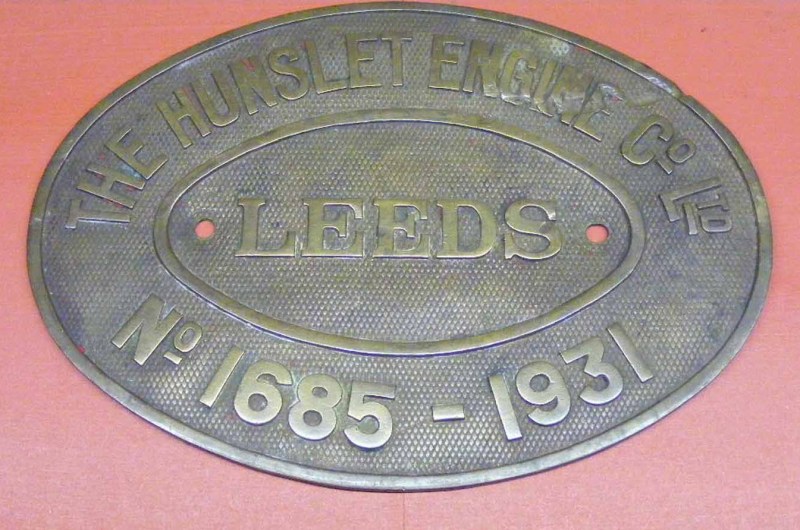 THE HUNSLET ENGINE Co LTD
LEEDS
No 1685 - 1931